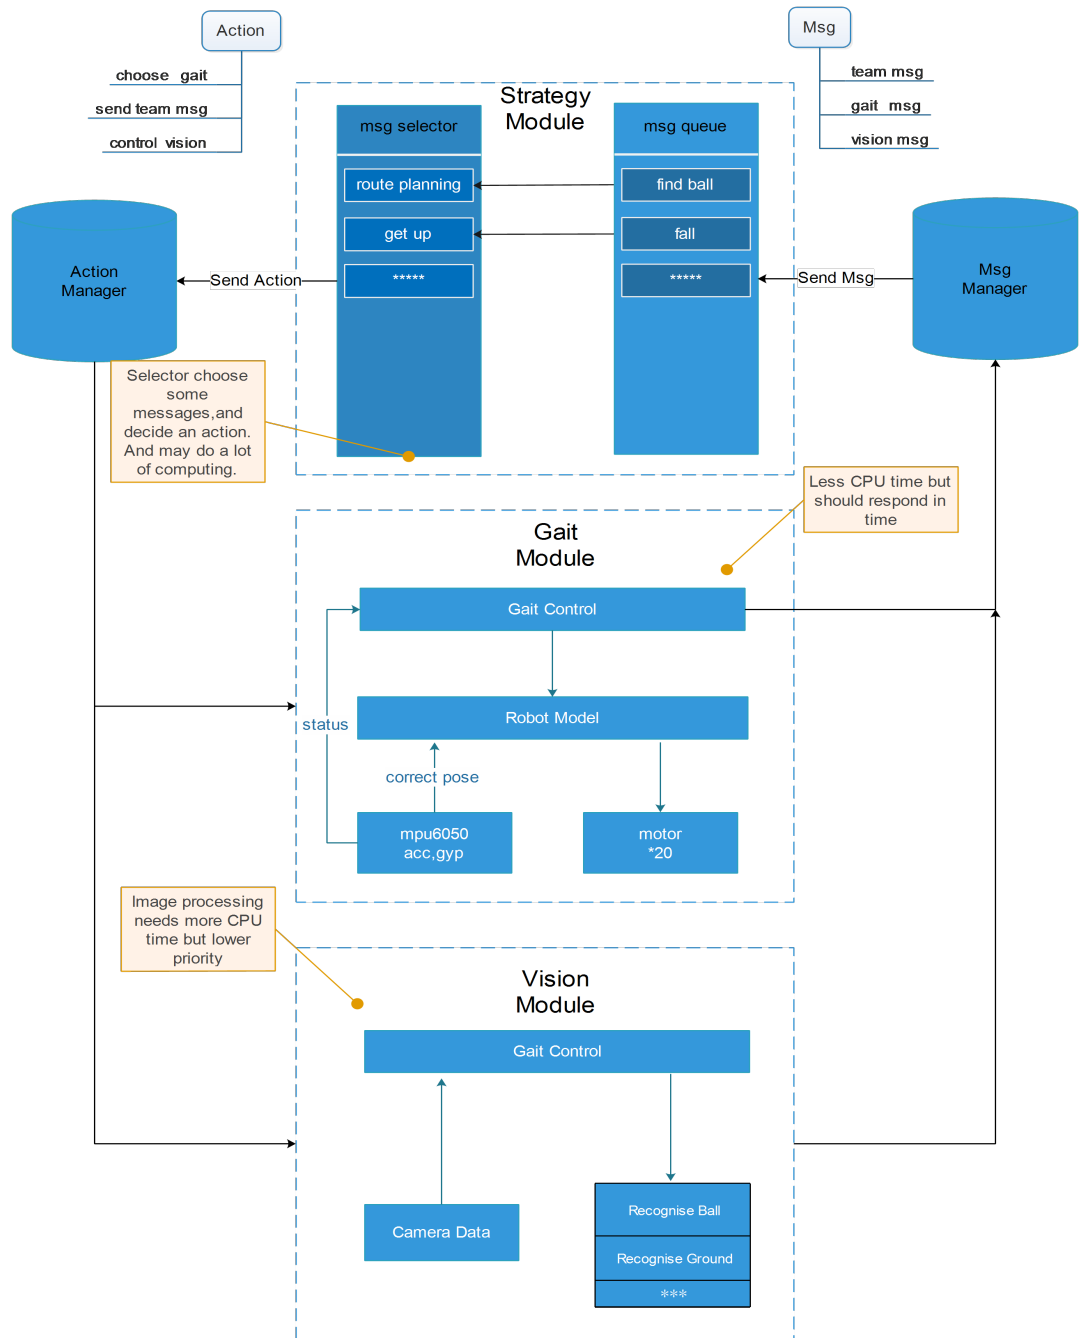 Action
Msg
choose gait
send team msg
control vision
team msg
gait msg
vision msg
Strategy
Module
msg selector
msg queue
route planning
find ball
get up
fall
*****
*****
Action
Manager
Send Action
Send Msg
Msg
Manager
Selector choose
some
messages,and
decide an action.
And may do a lot
of computing.
Less CPU time but
should respond in
time
Gait
Module
Gait Control
Robot Model
status
correct pose
mpu6050
acc,gyp
motor
*20
Image processing
needs more CPU
time but lower
priority
Vision
Module
Gait Control
Camera Data
Recognise Ball
Recognise Ground
***